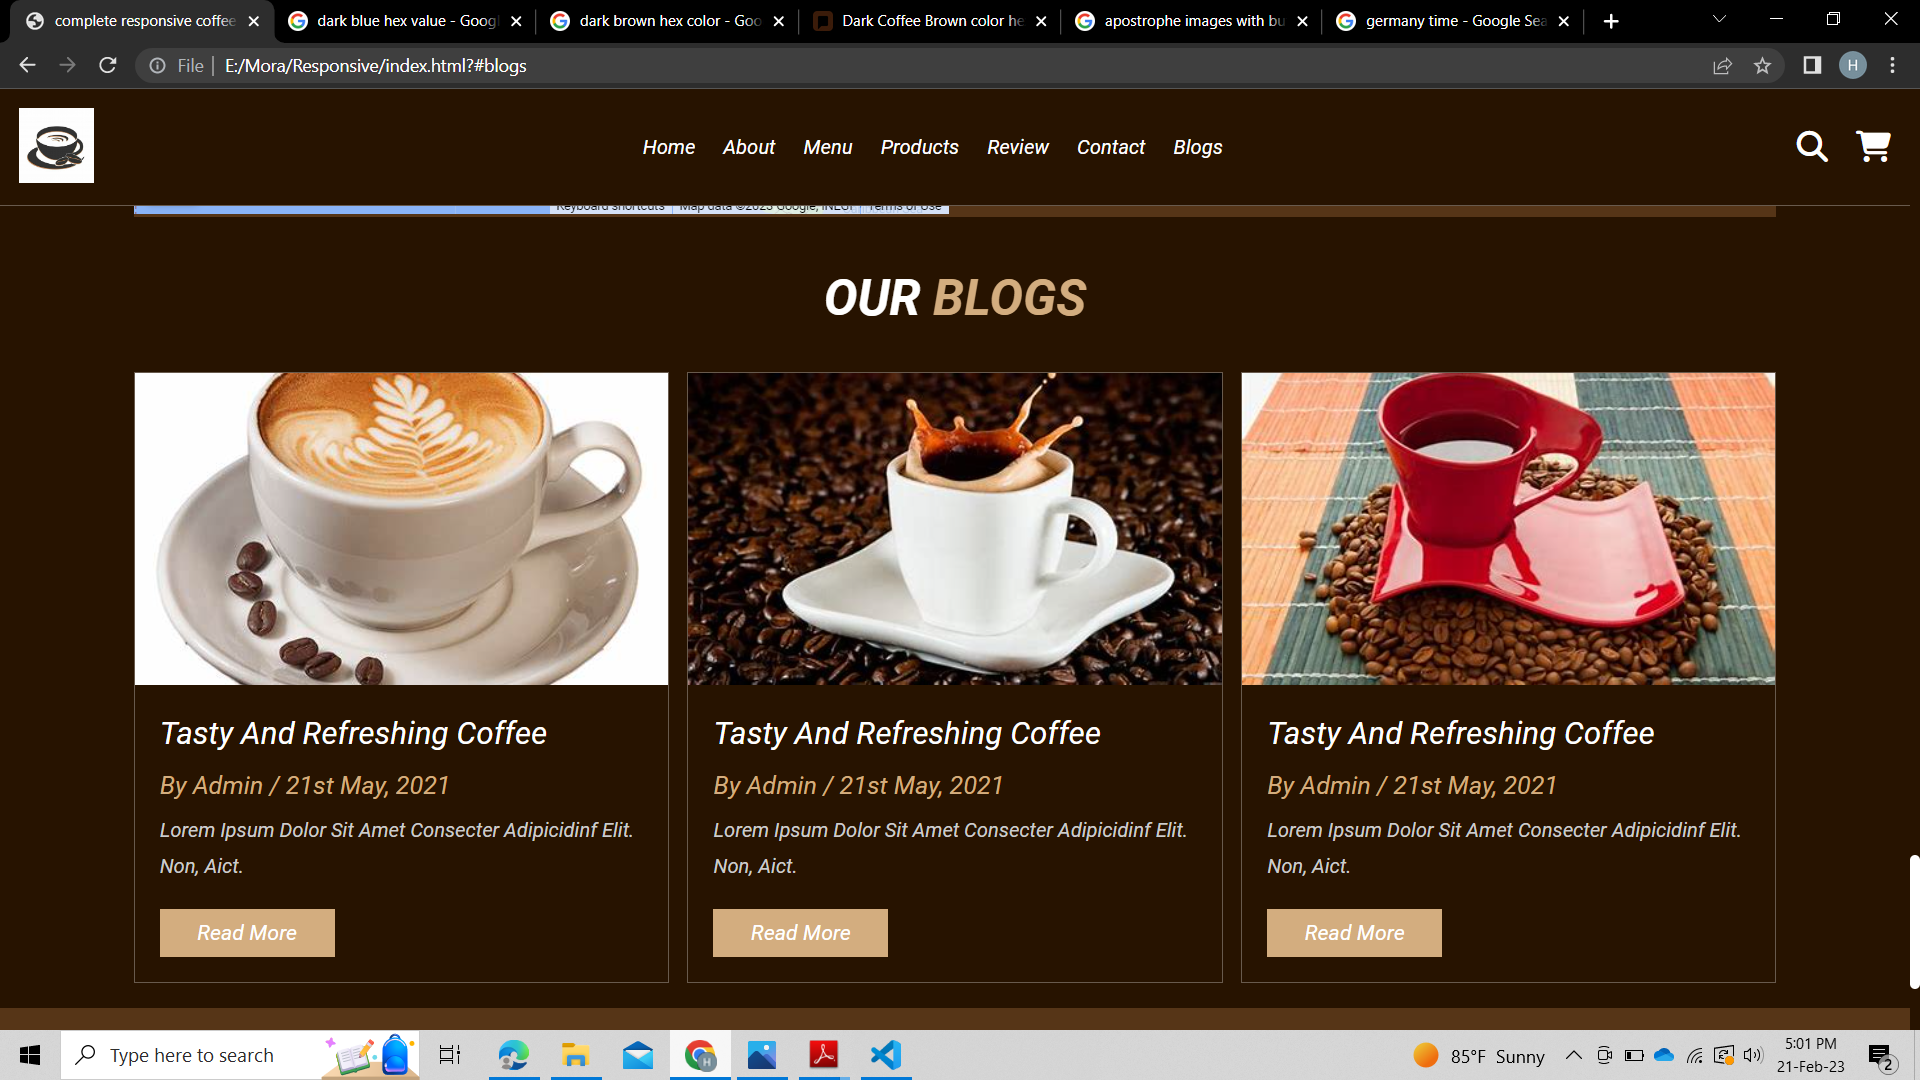 complete responsive coffee
dark blue hex value - Googl
dark brown hex color - Goo
Dark Coffee Brown color he
apostrophe images with bu
germany time - Google Sea
File
E:/Mora/Responsive/index.html?#blogs
H
Home
About
Menu
Products
Review
Contact
Blogs
Keyboard shortcuts
Map data ©2023 Google, INEGI
Terms of Use
OUR BLOGS
Tasty And Refreshing Coffee
By Admin / 21st May, 2021
Lorem Ipsum Dolor Sit Amet Consecter Adipicidinf Elit.
Non, Aict.
Read More
Tasty And Refreshing Coffee
By Admin / 21st May, 2021
Lorem Ipsum Dolor Sit Amet Consecter Adipicidinf Elit.
Non, Aict.
Read More
Tasty And Refreshing Coffee
By Admin / 21st May, 2021
Lorem Ipsum Dolor Sit Amet Consecter Adipicidinf Elit.
Non, Aict.
Read More
Type here to search
H
85°F Sunny
5:01 PM
21-Feb-23
2